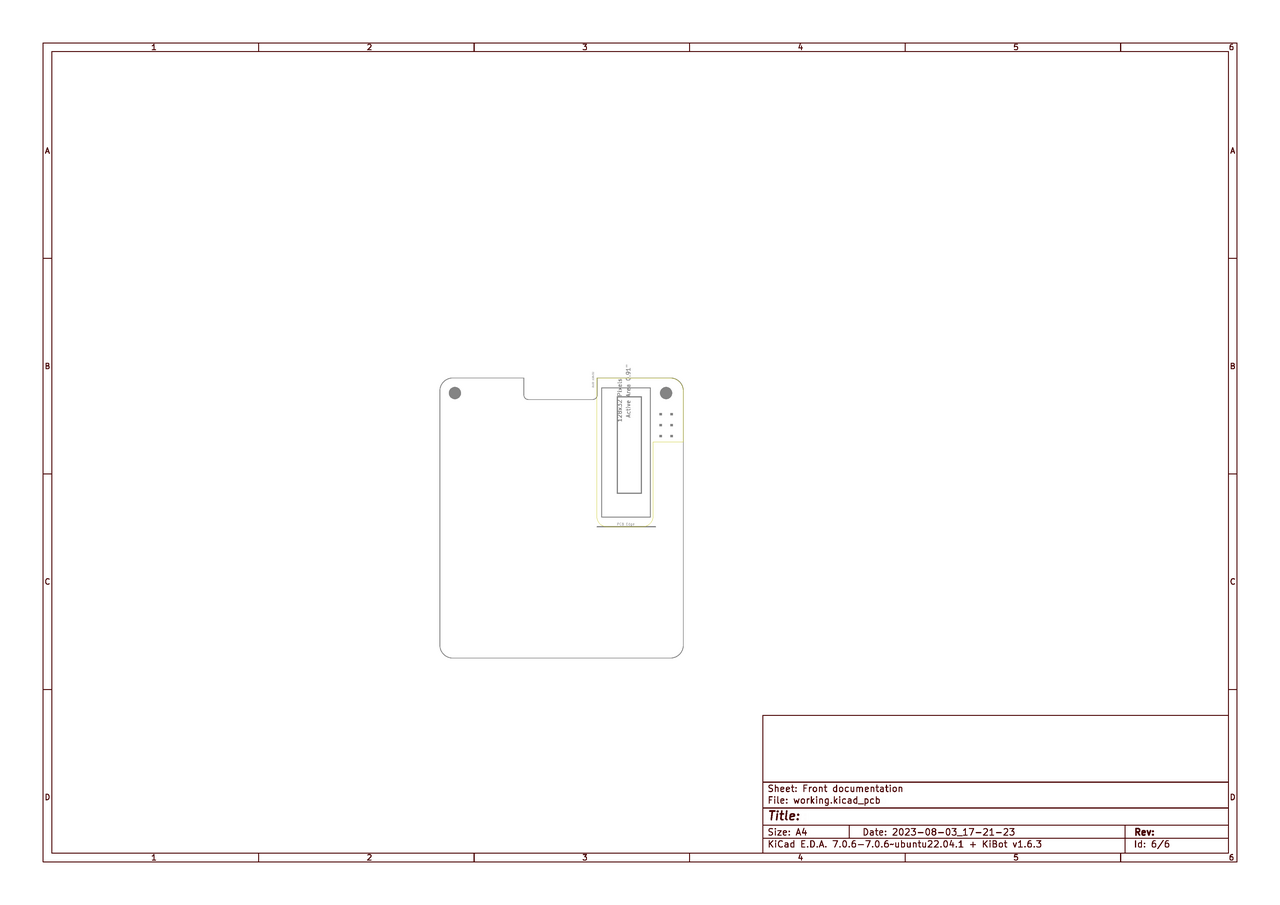 1 2 3 4 5 6
A A
B B
128x32 Pixels
Active Area 0.91"
PCB Edge
C C
D D
Sheet: Front documentation
File: working.kicad_pcb
Title:
Size: A4 Date: 2023-08-03_17-21-23 Rev:
KiCad E.D.A. 7.0.6-7.0.6~ubuntu22.04.1 + KiBot v1.6.3 Id: 6/6
1 2 3 4 5 6